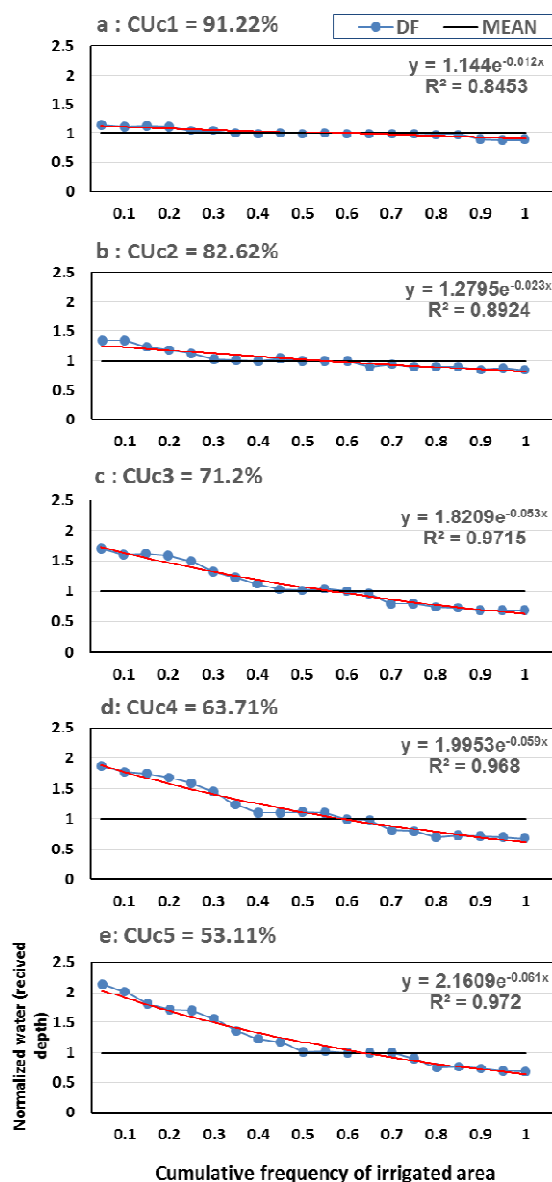 a : CUc1 = 91.22%
DF MEAN
y = 1.144e-0.012x
R² = 0.8453
2.5
2
1.5
1
0.5
0
0.1 0.2 0.3 0.4 0.5 0.6 0.7 0.8 0.9 1
b : CUc2 = 82.62%
y = 1.2795e-0.023x
R² = 0.8924
2.5
2
1.5
1
0.5
0
0.1 0.2 0.3 0.4 0.5 0.6 0.7 0.8 0.9 1
c : CUc3 = 71.2%
y = 1.8209e-0.053x
R² = 0.9715
2.5
2
1.5
1
0.5
0
0.1 0.2 0.3 0.4 0.5 0.6 0.7 0.8 0.9 1
d: CUc4 = 63.71%
y = 1.9953e-0.059x
R² = 0.968
2.5
2
1.5
1
0.5
0
0.1 0.2 0.3 0.4 0.5 0.6 0.7 0.8 0.9 1
e: CUc5 = 53.11%
y = 2.1609e-0.061x
R² = 0.972
2.5
2
1.5
1
0.5
0
0.1 0.2 0.3 0.4 0.5 0.6 0.7 0.8 0.9 1
Normalized water (recived
depth)
Cumulative frequency of irrigated area